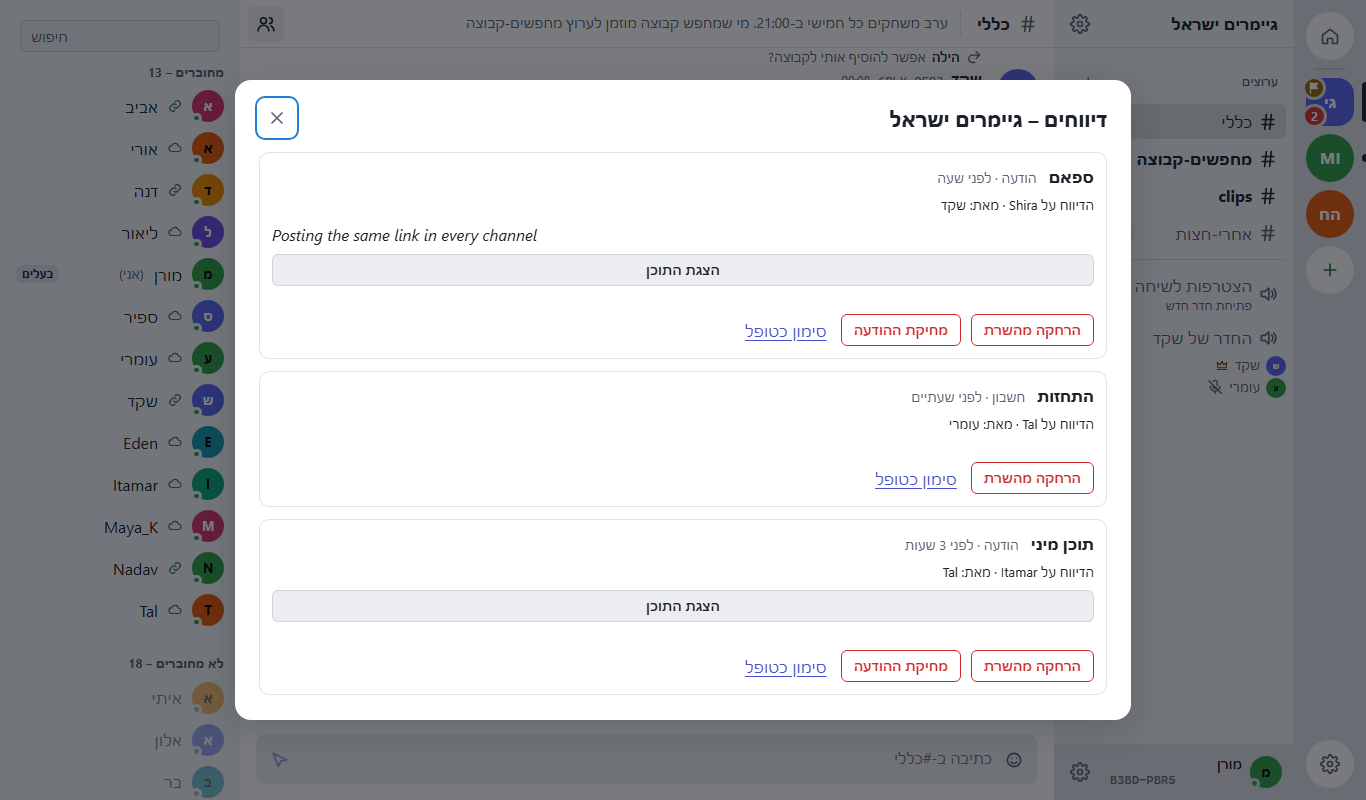 גיימרים ישראל
# כללי
ערב משחקים כל חמישי ב-21:00. מי שמחפש קבוצה מוזמן לערוץ מחפשים-קבוצה
חיפוש
הילה אפשר להוסיף אותי לקבוצה?
ערוצים
# כללי
# מחפשים-קבוצה
# clips
# אחרי-חצות
הצטרפות לשיחה
פתיחת חדר חדש
החדר של שקד
ש שקד
ע עומרי
גי
2
MI
הח
+
דיווחים – גיימרים ישראל
ספאם הודעה · לפני שעה
הדיווח על Shira · מאת: שקד
Posting the same link in every channel
הצגת התוכן
הרחקה מהשרת מחיקת ההודעה סימון כטופל
התחזות חשבון · לפני שעתיים
הדיווח על Tal · מאת: עומרי
הרחקה מהשרת סימון כטופל
תוכן מיני הודעה · לפני 3 שעות
הדיווח על Itamar · מאת: Tal
הצגת התוכן
הרחקה מהשרת מחיקת ההודעה סימון כטופל
מחוברים – 13
א אביב
א אורי
ד דנה
ל ליאור
מ מורן (אני) בעלים
ס ספיר
ע עומרי
ש שקד
E Eden
I Itamar
M Maya_K
N Nadav
T Tal
לא מחוברים – 18
א איתי
א אלון
ב בר
כתיבה ב-#כללי
מ מורן
B3BD-PBR5